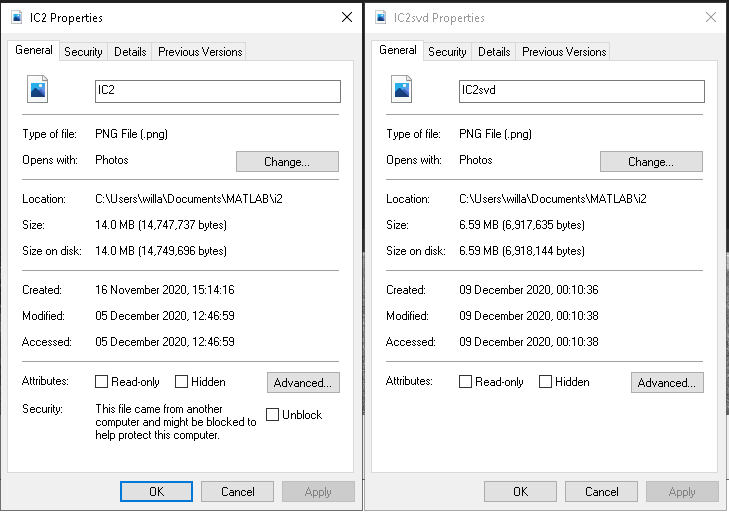 IC2 Properties
General Security Details Previous Versions
IC2
Type of file: PNG File (.png)
Opens with: Photos Change...
Location: C:\Users\willa\Documents\MATLAB\i2
Size: 14.0 MB (14,747,737 bytes)
Size on disk: 14.0 MB (14,749,696 bytes)
Created: 16 November 2020, 15:14:16
Modified: 05 December 2020, 12:46:59
Accessed: 05 December 2020, 12:46:59
Attributes: Read-only Hidden Advanced...
Security: This file came from another
computer and might be blocked to
help protect this computer.
Unblock
OK Cancel Apply
IC2svd Properties
General Security Details Previous Versions
IC2svd
Type of file: PNG File (.png)
Opens with: Photos Change...
Location: C:\Users\willa\Documents\MATLAB\i2
Size: 6.59 MB (6,917,635 bytes)
Size on disk: 6.59 MB (6,918,144 bytes)
Created: 09 December 2020, 00:10:36
Modified: 09 December 2020, 00:10:38
Accessed: 09 December 2020, 00:10:38
Attributes: Read-only Hidden Advanced...
OK Cancel Apply